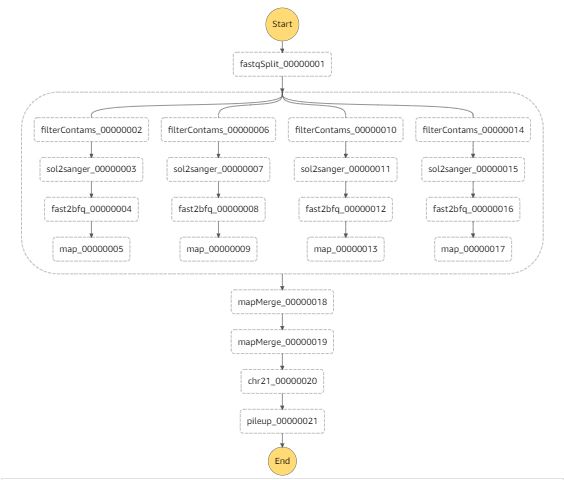 Start
fastqSplit_00000001
filterContams_00000002 filterContams_00000006 filterContams_00000010 filterContams_00000014
sol2sanger_00000003 sol2sanger_00000007 sol2sanger_00000011 sol2sanger_00000015
fast2bfq_00000004 fast2bfq_00000008 fast2bfq_00000012 fast2bfq_00000016
map_00000005 map_00000009 map_00000013 map_00000017
mapMerge_00000018
mapMerge_00000019
chr21_00000020
pileup_00000021
End